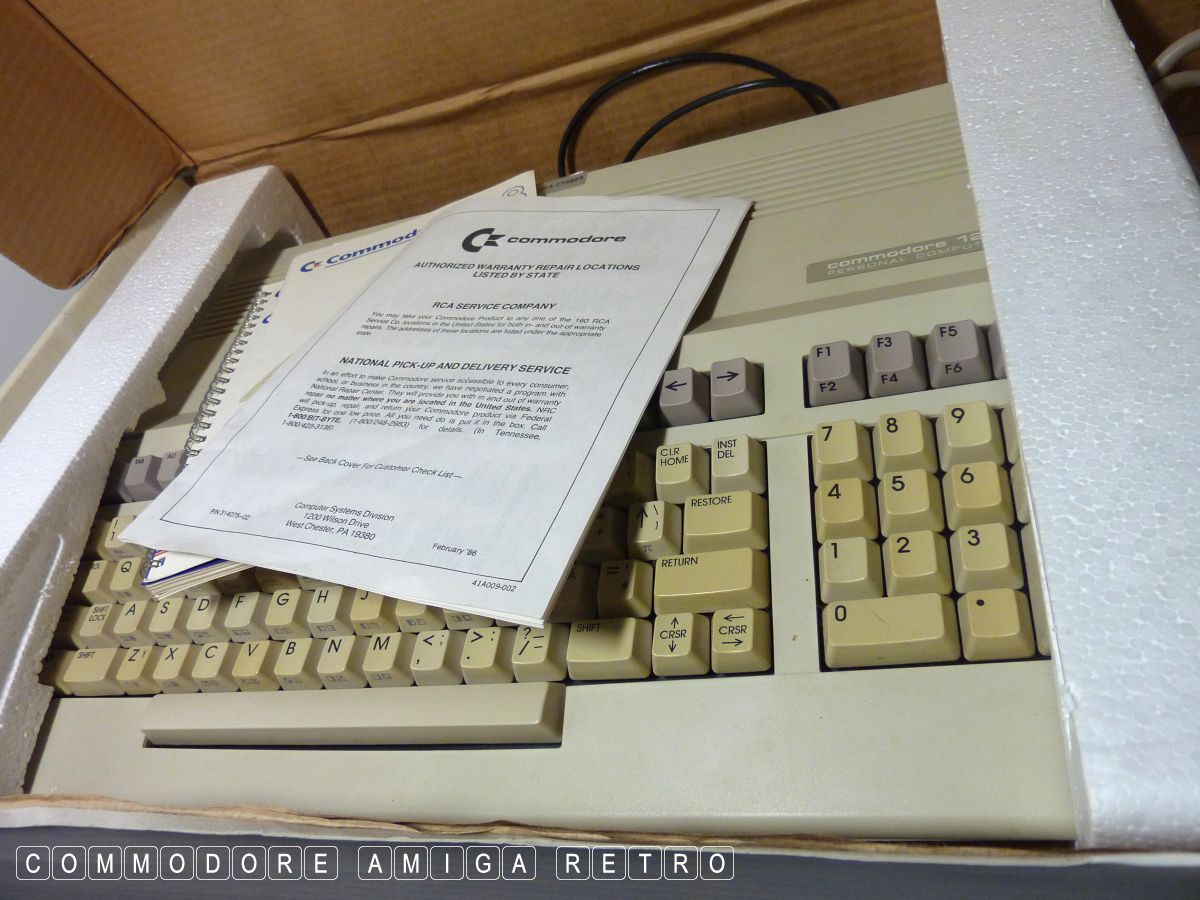 Commod
commodore
AUTHORIZED WARRANTY REPAIR LOCATIONS
LISTED BY STATE
RCA SERVICE COMPANY
You may take your Commodore Product to any one of the 160 RCA
Service Co. locations in the United States for both in- and out-of warranty
repairs. The addresses of these locations are listed under the appropriate
state.
NATIONAL PICK-UP AND DELIVERY SERVICE
In an effort to make Commodore service accessible to every consumer,
school, or business in the country, we have negotiated a program with
National Repair Center. They will provide you with in and out of warranty
repair no matter where you are located in the United States. NRC
will pick-up, repair, and return your Commodore product via Federal
Express for one low price. All you need do is put it in the box. Call
1-800/BIT-BYTE, (1-800/248-2983) for details. (In Tennessee,
1-800-423-3138).
— See Back Cover For Customer Check List —
Computer Systems Division
1200 Wilson Drive
West Chester, PA 19380
P/N 314075-02
February '86
41A009-002
commodore 12
PERSONAL COMPUT
TAB ALT
← → F1 F3 F5
F2 F4 F6
!
CLR HOME INST DEL 7 8 9
Q + ↑ π RESTORE 4 5 6
SHIFT LOCK A S D F G H J = RETURN 1 2 3
SHIFT Z X C V B N M < , > . ? / SHIFT ↑ CRSR ↓ ← CRSR → 0 .
COMMODORE AMIGA RETRO